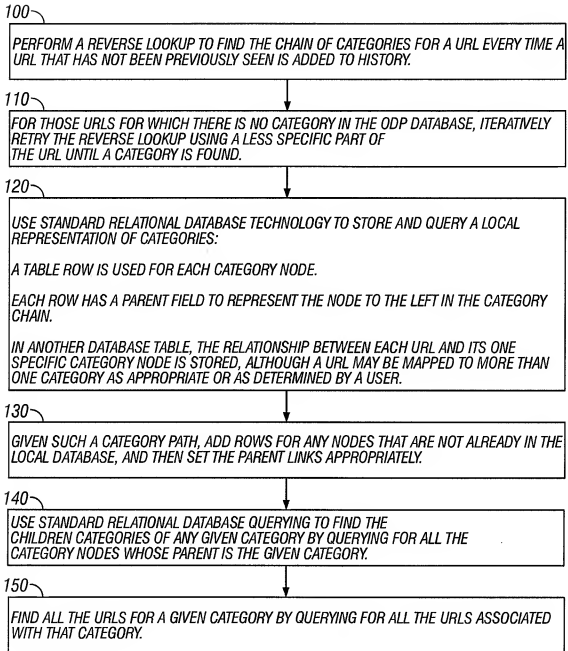 100
PERFORM A REVERSE LOOKUP TO FIND THE CHAIN OF CATEGORIES FOR A URL EVERY TIME A
URL THAT HAS NOT BEEN PREVIOUSLY SEEN IS ADDED TO HISTORY.
110
FOR THOSE URLS FOR WHICH THERE IS NO CATEGORY IN THE ODP DATABASE, ITERATIVELY
RETRY THE REVERSE LOOKUP USING A LESS SPECIFIC PART OF
THE URL UNTIL A CATEGORY IS FOUND.
120
USE STANDARD RELATIONAL DATABASE TECHNOLOGY TO STORE AND QUERY A LOCAL
REPRESENTATION OF CATEGORIES:
A TABLE ROW IS USED FOR EACH CATEGORY NODE.
EACH ROW HAS A PARENT FIELD TO REPRESENT THE NODE TO THE LEFT IN THE CATEGORY
CHAIN.
IN ANOTHER DATABASE TABLE, THE RELATIONSHIP BETWEEN EACH URL AND ITS ONE
SPECIFIC CATEGORY NODE IS STORED, ALTHOUGH A URL MAY BE MAPPED TO MORE THAN
ONE CATEGORY AS APPROPRIATE OR AS DETERMINED BY A USER.
130
GIVEN SUCH A CATEGORY PATH, ADD ROWS FOR ANY NODES THAT ARE NOT ALREADY IN THE
LOCAL DATABASE, AND THEN SET THE PARENT LINKS APPROPRIATELY.
140
USE STANDARD RELATIONAL DATABASE QUERYING TO FIND THE
CHILDREN CATEGORIES OF ANY GIVEN CATEGORY BY QUERYING FOR ALL THE
CATEGORY NODES WHOSE PARENT IS THE GIVEN CATEGORY.
150
FIND ALL THE URLS FOR A GIVEN CATEGORY BY QUERYING FOR ALL THE URLS ASSOCIATED
WITH THAT CATEGORY.